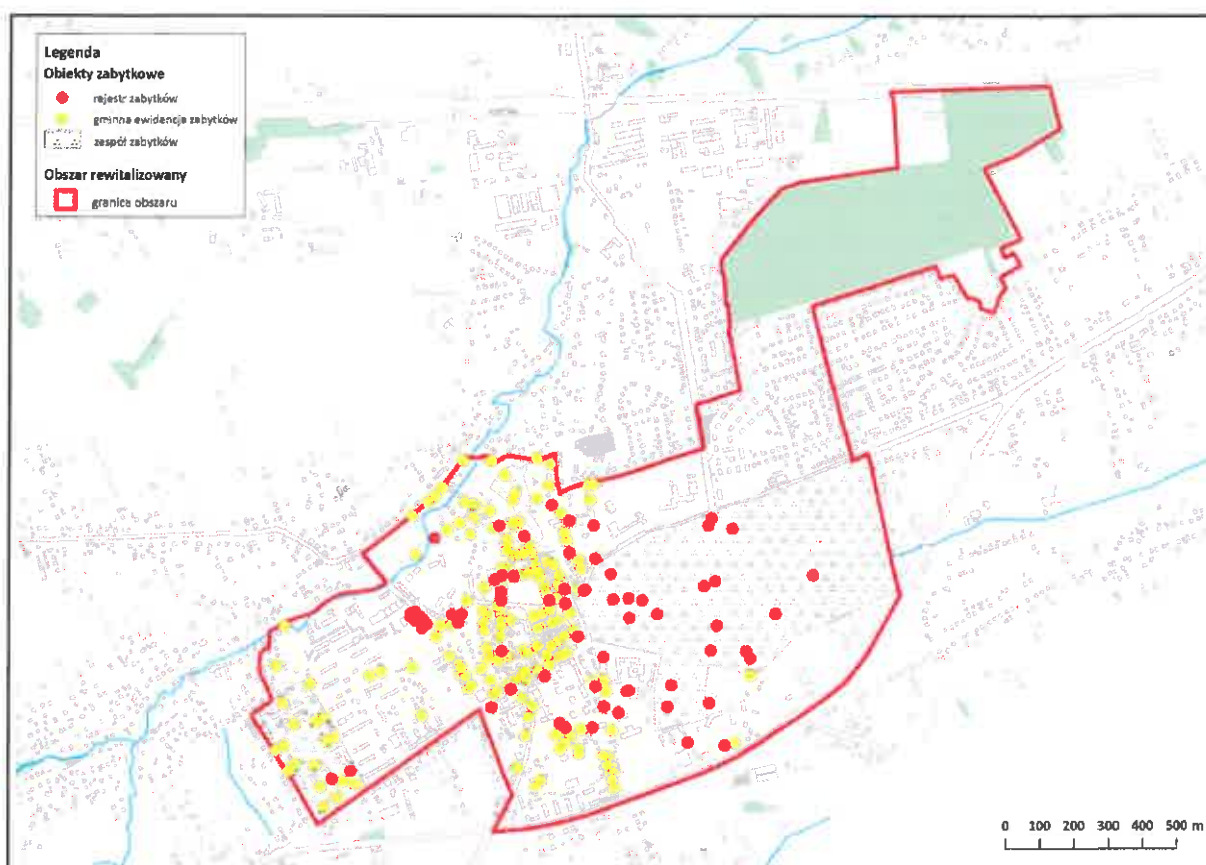 Legenda
Obiekty zabytkowe
rejestr zabytków
gminna ewidencja zabytków
zespół zabytków
Obszar rewitalizowany
granica obszaru
0 100 200 300 400 500 m